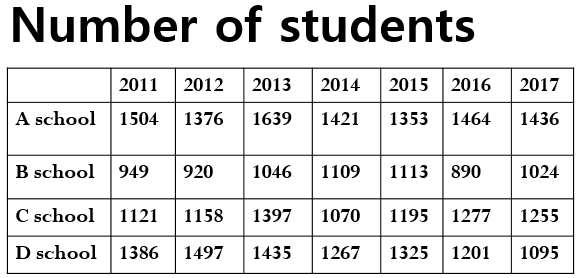 Number of students
2011 2012 2013 2014 2015 2016 2017
A school 1504 1376 1639 1421 1353 1464 1436
B school 949 920 1046 1109 1113 890 1024
C school 1121 1158 1397 1070 1195 1277 1255
D school 1386 1497 1435 1267 1325 1201 1095